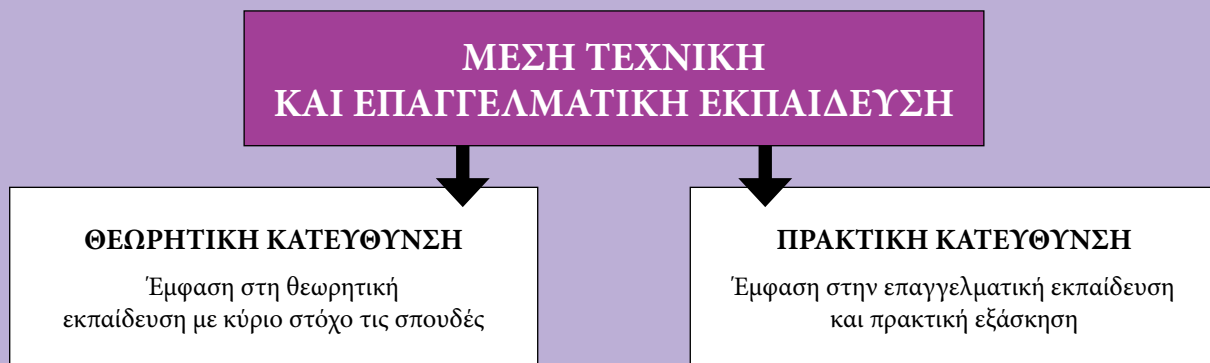 ΜΕΣΗ ΤΕΧΝΙΚΗ
ΚΑΙ ΕΠΑΓΓΕΛΜΑΤΙΚΗ ΕΚΠΑΙΔΕΥΣΗ
ΘΕΩΡΗΤΙΚΗ ΚΑΤΕΥΘΥΝΣΗ
Έμφαση στη θεωρητική
εκπαίδευση με κύριο στόχο τις σπουδές
ΠΡΑΚΤΙΚΗ ΚΑΤΕΥΘΥΝΣΗ
Έμφαση στην επαγγελματική εκπαίδευση
και πρακτική εξάσκηση